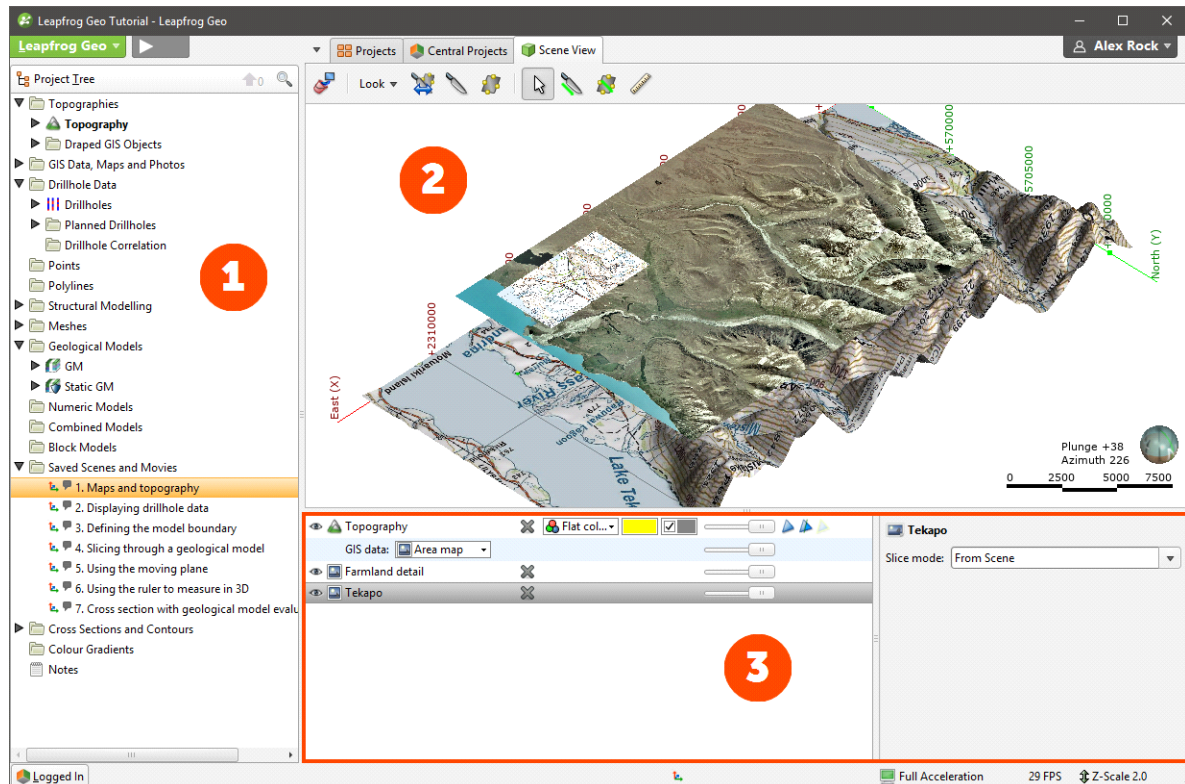 Leapfrog Geo Tutorial - Leapfrog Geo
Leapfrog Geo
Projects
Central Projects
Scene View
Alex Rock
Project Tree
0
Look
Topographies
Topography
Draped GIS Objects
GIS Data, Maps and Photos
Drillhole Data
Drillholes
Planned Drillholes
Drillhole Correlation
Points
Polylines
Structural Modelling
Meshes
Geological Models
GM
Static GM
Numeric Models
Combined Models
Block Models
Saved Scenes and Movies
1. Maps and topography
2. Displaying drillhole data
3. Defining the model boundary
4. Slicing through a geological model
5. Using the moving plane
6. Using the ruler to measure in 3D
7. Cross section with geological model evalu
Cross Sections and Contours
Colour Gradients
Notes
1
2
+570000
5705000
North (Y)
+2310000
East (X)
Motuariki Island
Lake Te
Plunge +38
Azimuth 226
0 2500 5000 7500
Topography
Flat col...
GIS data:
Area map
Farmland detail
Tekapo
3
Tekapo
Slice mode:
From Scene
Logged In
Full Acceleration
29 FPS
Z-Scale 2.0